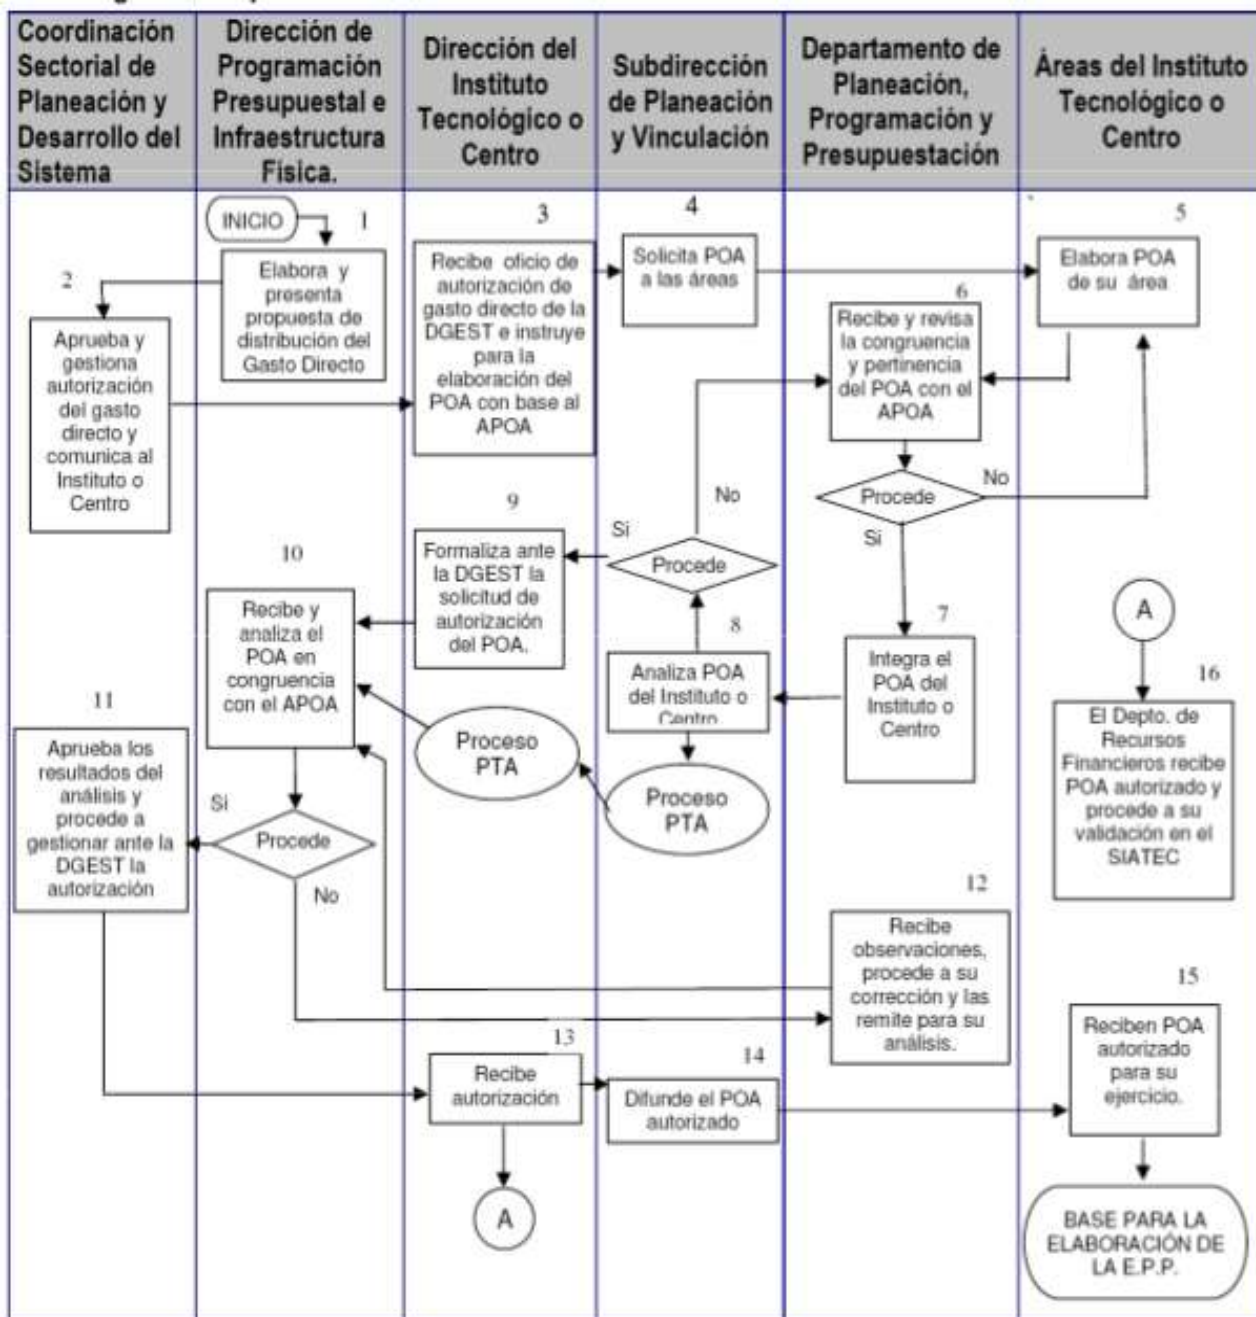 Coordinación
Sectorial de
Planeación y
Desarrollo del
Sistema
Dirección de
Programación
Presupuestal e
Infraestructura
Física.
Dirección del
Instituto
Tecnológico o
Centro
Subdirección
de Planeación
y Vinculación
Departamento de
Planeación,
Programación y
Presupuestación
Áreas del Instituto
Tecnológico o
Centro
INICIO
1
Elabora y
presenta
propuesta de
distribución del
Gasto Directo
2
Aprueba y
gestiona
autorización
del gasto
directo y
comunica al
Instituto o
Centro
3
Recibe oficio de
autorización de
gasto directo de la
DGEST e instruye
para la
elaboración del
POA con base al
APOA
4
Solicita POA
a las áreas
5
Elabora POA
de su área
6
Recibe y revisa
la congruencia
y pertinencia
del POA con el
APOA
Procede
No
Si
7
Integra el
POA del
Instituto o
Centro
8
Analiza POA
del Instituto o
Centro
Procede
No
Si
9
Formaliza ante
la DGEST la
solicitud de
autorización
del POA.
Proceso
PTA
Proceso
PTA
10
Recibe y
analiza el
POA en
congruencia
con el APOA
Procede
Si
No
11
Aprueba los
resultados del
análisis y
procede a
gestionar ante la
DGEST la
autorización
12
Recibe
observaciones,
procede a su
corrección y las
remite para su
análisis.
13
Recibe
autorización
A
14
Difunde el POA
autorizado
15
Reciben POA
autorizado
para su
ejercicio.
BASE PARA LA
ELABORACIÓN DE
LA E.P.P.
A
16
El Depto. de
Recursos
Financieros recibe
POA autorizado y
procede a su
validación en el
SIATEC